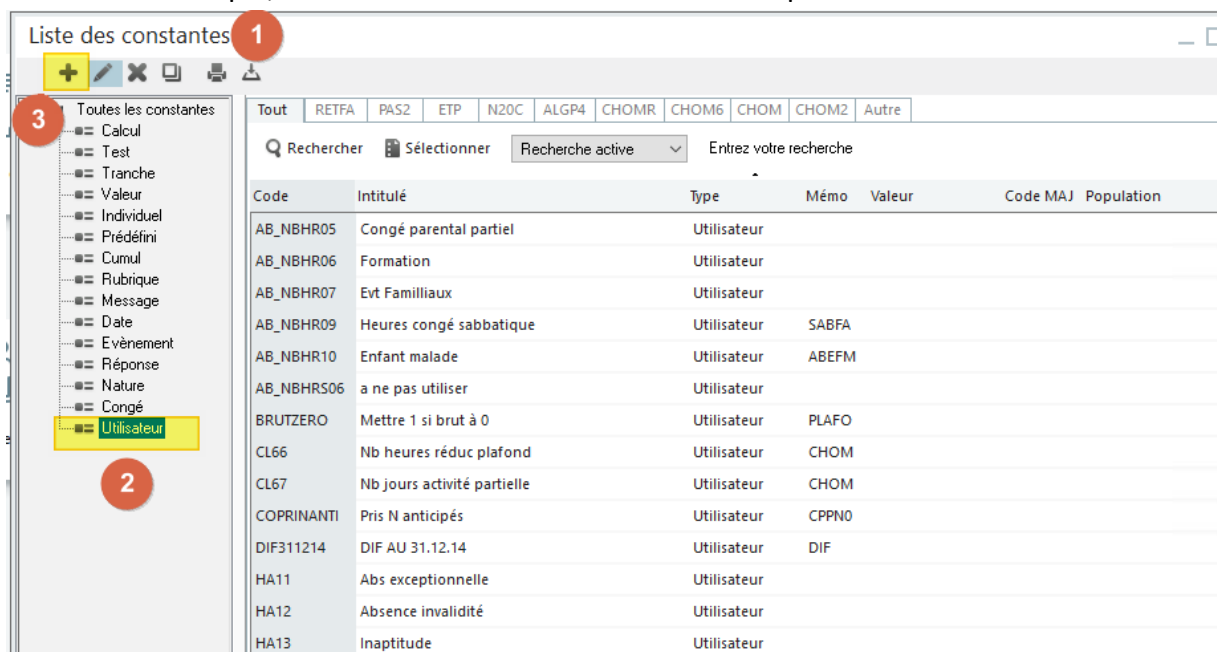 Liste des constantes
1
3
Toutes les constantes
Calcul
Test
Tranche
Valeur
Individuel
Prédéfini
Cumul
Rubrique
Message
Date
Evènement
Réponse
Nature
Congé
Utilisateur
2
Tout RETFA PAS2 ETP N20C ALGP4 CHOMR CHOM6 CHOM CHOM2 Autre
Rechercher Sélectionner Recherche active Entrez votre recherche
Code Intitulé Type Mémo Valeur Code MAJ Population
AB_NBHR05 Congé parental partiel Utilisateur
AB_NBHR06 Formation Utilisateur
AB_NBHR07 Evt Familliaux Utilisateur
AB_NBHR09 Heures congé sabbatique Utilisateur SABFA
AB_NBHR10 Enfant malade Utilisateur ABEFM
AB_NBHRS06 a ne pas utiliser Utilisateur
BRUTZERO Mettre 1 si brut à 0 Utilisateur PLAFO
CL66 Nb heures réduc plafond Utilisateur CHOM
CL67 Nb jours activité partielle Utilisateur CHOM
COPRINANTI Pris N anticipés Utilisateur CPPN0
DIF311214 DIF AU 31.12.14 Utilisateur DIF
HA11 Abs exceptionnelle Utilisateur
HA12 Absence invalidité Utilisateur
HA13 Inaptitude Utilisateur